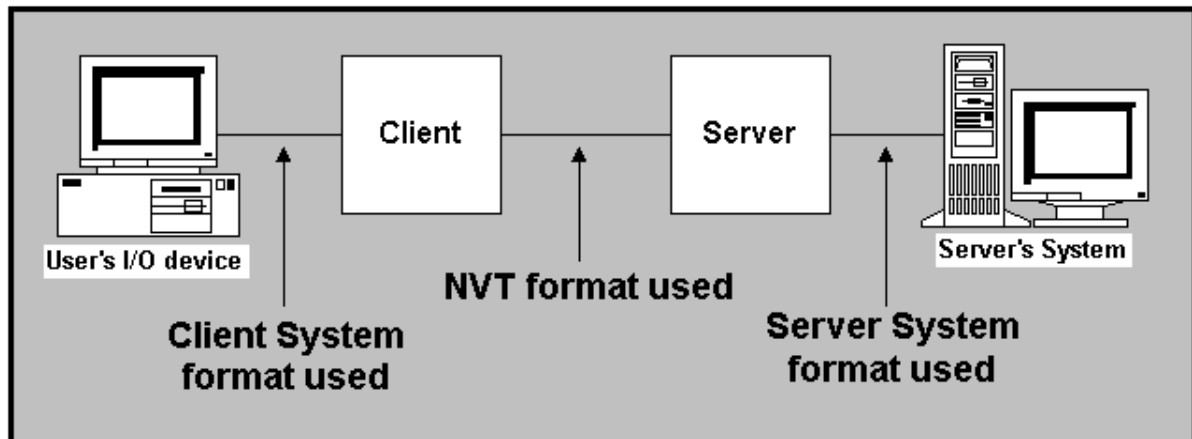 Client
Server
User's I/O device
Server's System
NVT format used
Client System
format used
Server System
format used